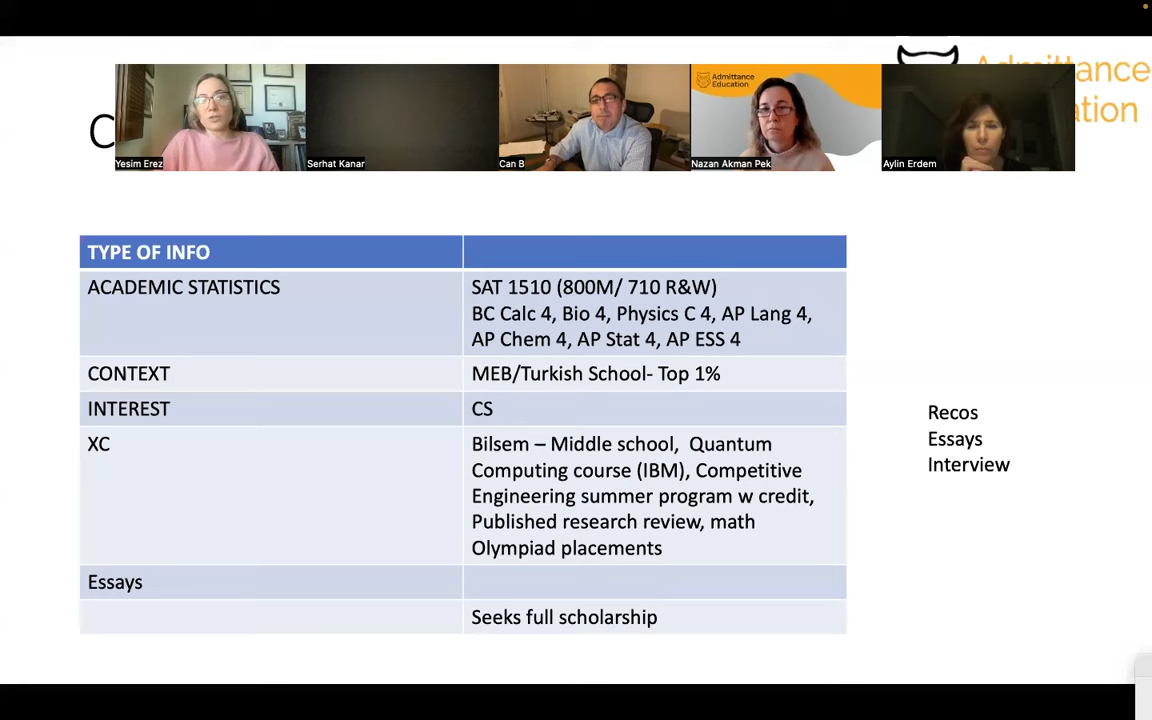 Admittance
Education
C
Admittance
Education
Yesim Erez
Serhat Kanar
Can B
Nazan Akman Pek
Aylin Erdem
TYPE OF INFO
ACADEMIC STATISTICS
SAT 1510 (800M/ 710 R&W)
BC Calc 4, Bio 4, Physics C 4, AP Lang 4,
AP Chem 4, AP Stat 4, AP ESS 4
CONTEXT
MEB/Turkish School- Top 1%
INTEREST
CS
XC
Bilsem – Middle school,  Quantum
Computing course (IBM), Competitive
Engineering summer program w credit,
Published research review, math
Olympiad placements
Essays
Seeks full scholarship
Recos
Essays
Interview